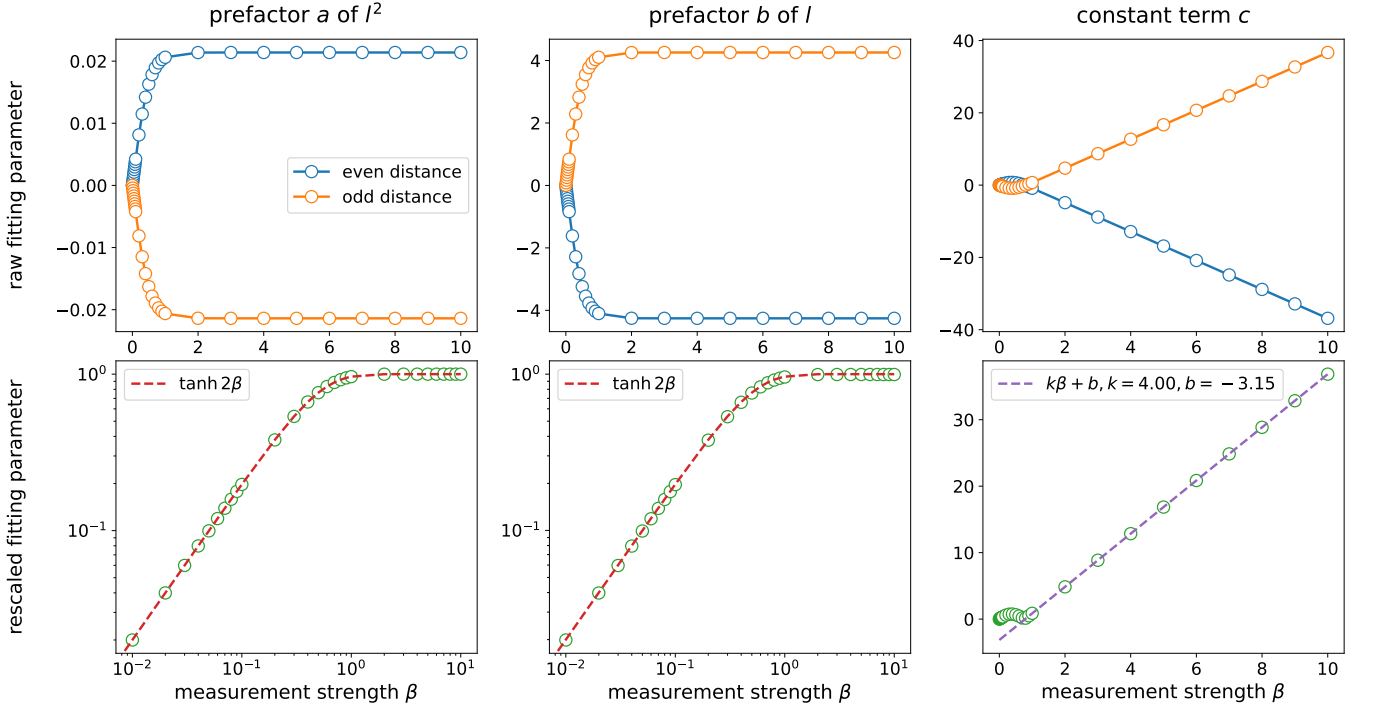 prefactor a of l²
prefactor b of l
constant term c
raw fitting parameter
0.02
0.01
0.00
−0.01
−0.02
0 2 4 6 8 10
even distance
odd distance
4
2
0
−2
−4
0 2 4 6 8 10
40
20
0
−20
−40
0 2 4 6 8 10
rescaled fitting parameter
10⁰
10⁻¹
tanh 2β
10⁻² 10⁻¹ 10⁰ 10¹
measurement strength β
10⁰
10⁻¹
tanh 2β
10⁻² 10⁻¹ 10⁰ 10¹
measurement strength β
30
20
10
0
kβ + b, k = 4.00, b = −3.15
0 2 4 6 8 10
measurement strength β